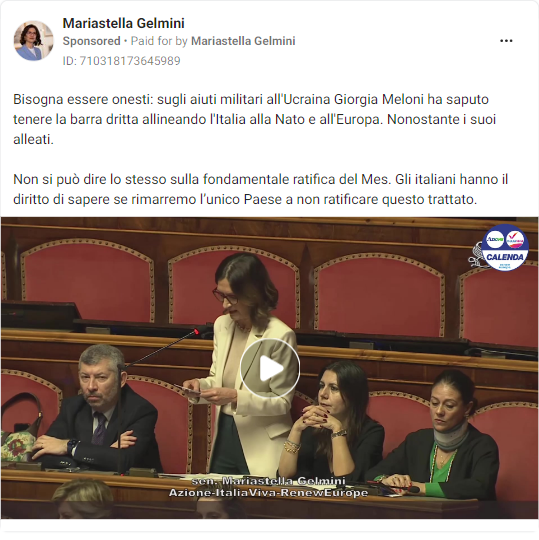 Mariastella Gelmini
Sponsored • Paid for by Mariastella Gelmini
ID: 710318173645989
Bisogna essere onesti: sugli aiuti militari all'Ucraina Giorgia Meloni ha saputo
tenere la barra dritta allineando l'Italia alla Nato e all'Europa. Nonostante i suoi
alleati.
Non si può dire lo stesso sulla fondamentale ratifica del Mes. Gli italiani hanno il
diritto di sapere se rimarremo l'unico Paese a non ratificare questo trattato.
CALENDA
sen. Mariastella Gelmini
Azione-ItaliaViva-RenewEurope